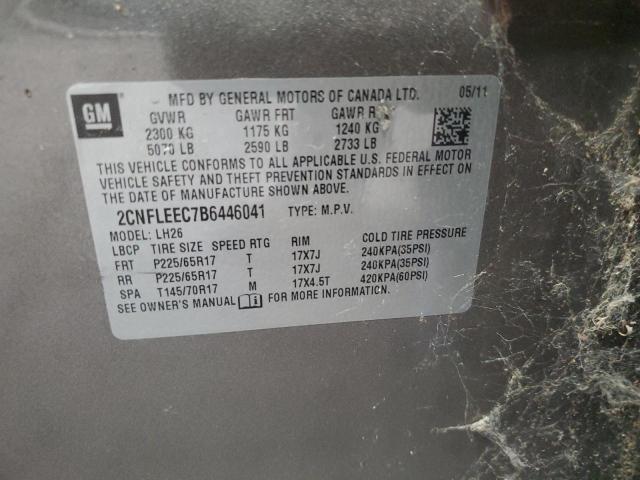 GM
MFD BY GENERAL MOTORS OF CANADA LTD. 05/11
GVWR GAWR FRT GAWR R
2300 KG 1175 KG 1240 KG
5070 LB 2590 LB 2733 LB
THIS VEHICLE CONFORMS TO ALL APPLICABLE U.S. FEDERAL MOTOR
VEHICLE SAFETY AND THEFT PREVENTION STANDARDS IN EFFECT ON
THE DATE OF MANUFACTURE SHOWN ABOVE.
2CNFLEEC7B6446041 TYPE: M.P.V.
MODEL: LH26
LBCP TIRE SIZE SPEED RTG RIM COLD TIRE PRESSURE
FRT P225/65R17 T 17X7J 240KPA(35PSI)
RR P225/65R17 T 17X7J 240KPA(35PSI)
SPA T145/70R17 M 17X4.5T 420KPA(60PSI)
SEE OWNER'S MANUAL FOR MORE INFORMATION.